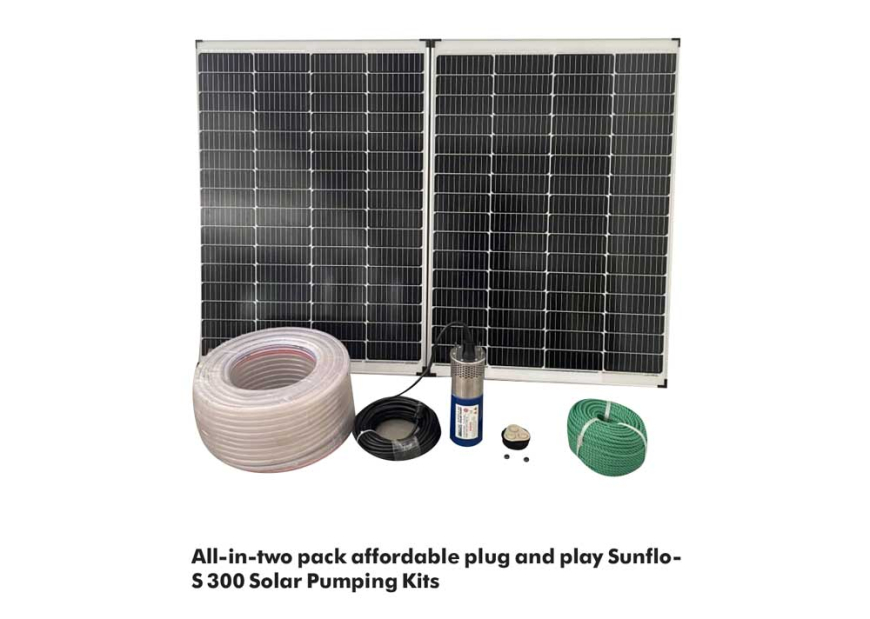 All-in-two pack affordable plug and play Sunflo-
S 300 Solar Pumping Kits